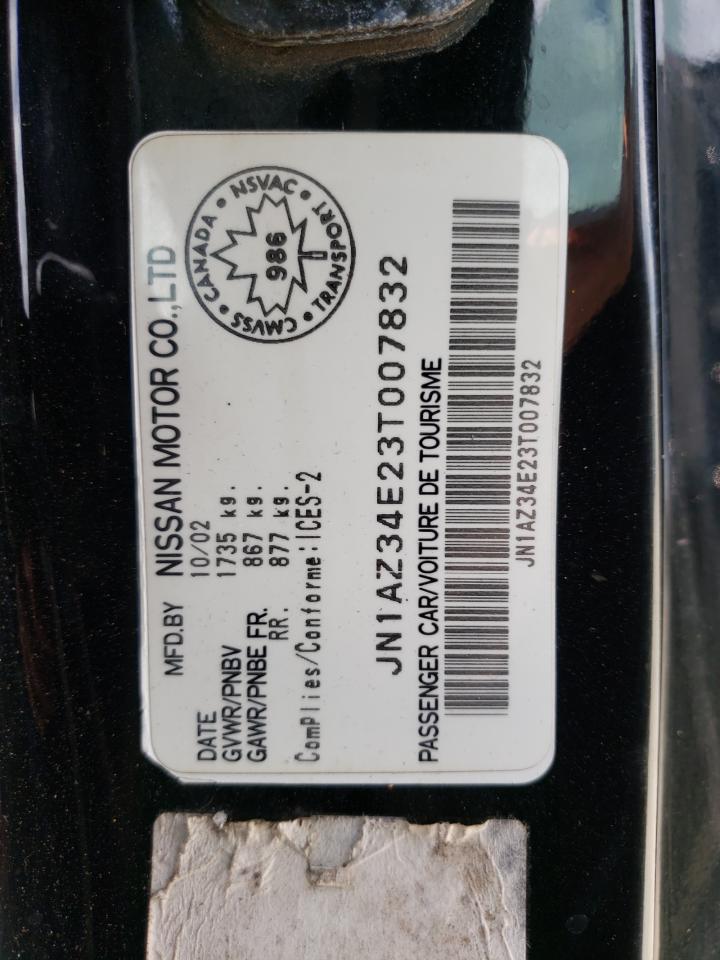 MFD.BY NISSAN MOTOR CO.,LTD
CMVSS • CANADA • NSVAC • TRANSPORT •
986
DATE 10/02
GVWR/PNBV 1735 kg.
GAWR/PNBE FR. 867 kg.
RR. 877 kg.
Complies/Conforme:ICES-2
JN1AZ34E23T007832
PASSENGER CAR/VOITURE DE TOURISME
JN1AZ34E23T007832